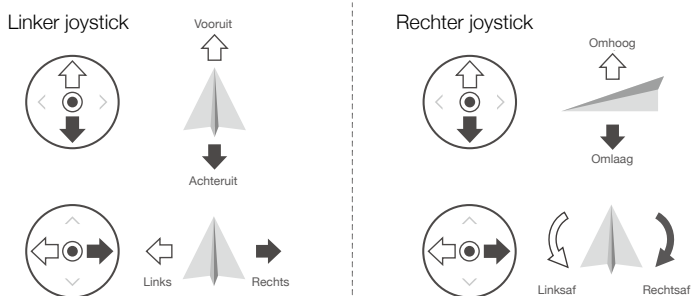 Linker joystick
Vooruit
Achteruit
Links
Rechts
Rechter joystick
Omhoog
Omlaag
Linksaf
Rechtsaf